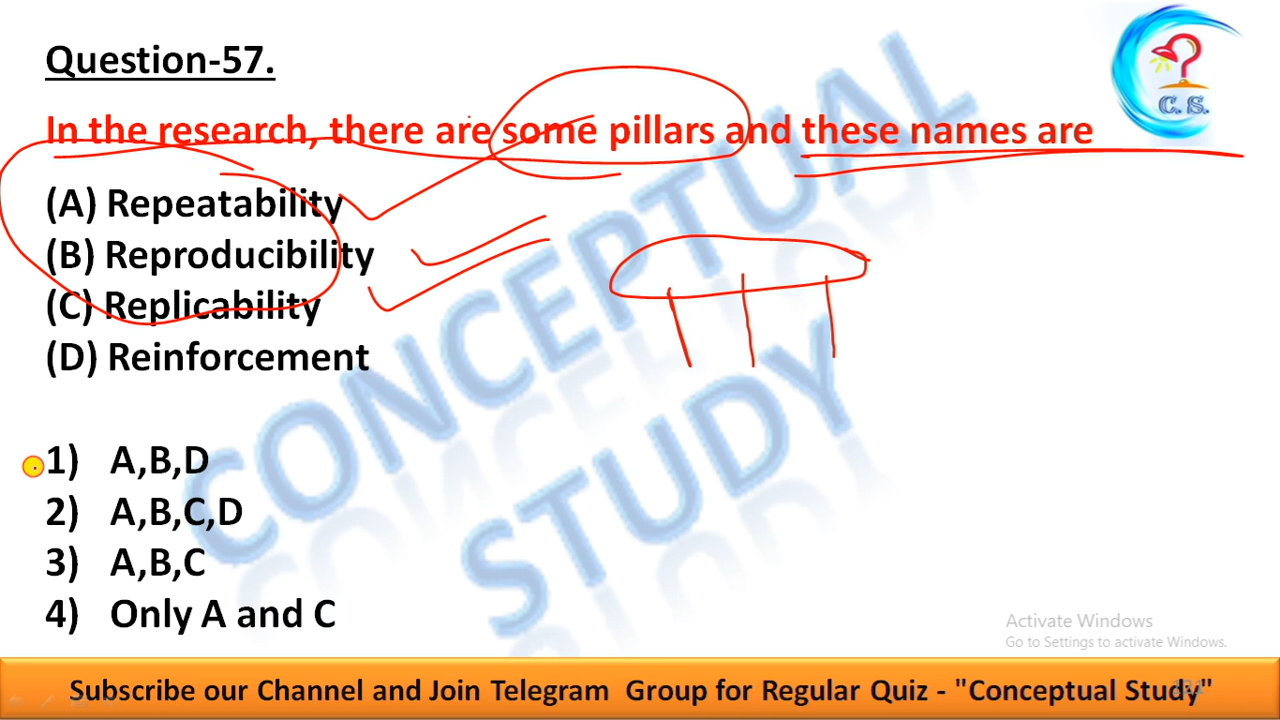 Question-57.
C. S.
In the research, there are some pillars and these names are
(A) Repeatability
(B) Reproducibility
(C) Replicability
(D) Reinforcement
CONCEPTUAL
STUDY
1) A,B,D
2) A,B,C,D
3) A,B,C
4) Only A and C
Activate Windows
Go to Settings to activate Windows.
Subscribe our Channel and Join Telegram Group for Regular Quiz - "Conceptual Study"